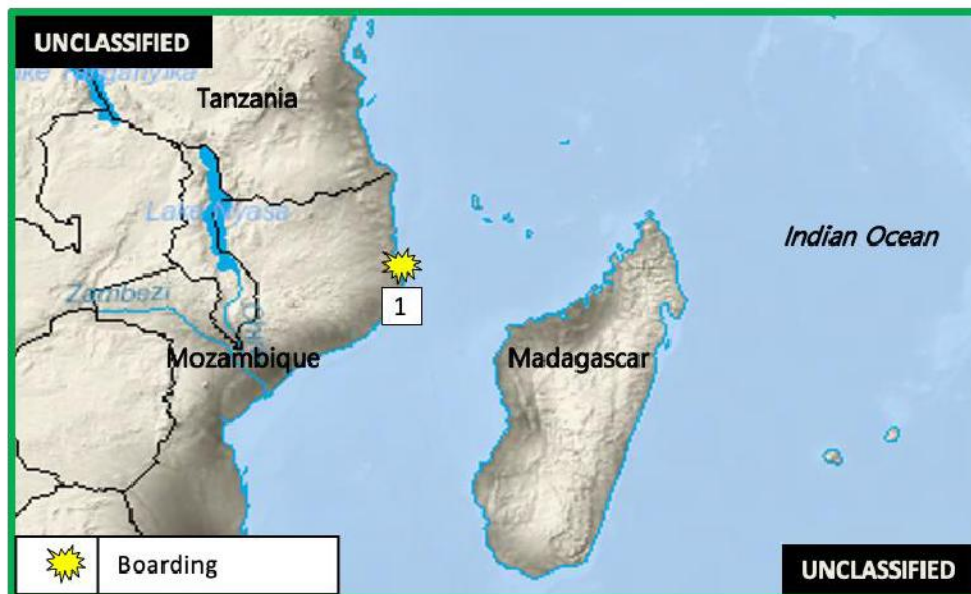 UNCLASSIFIED
Tanzania
Indian Ocean
Zambezi
1
Mozambique
Madagascar
Boarding
UNCLASSIFIED